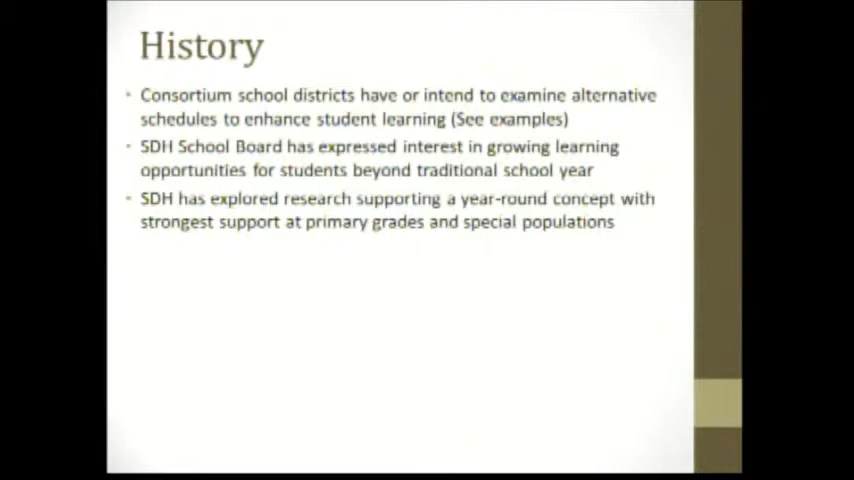 History
• Consortium school districts have or intend to examine alternative
schedules to enhance student learning (See examples)
• SDH School Board has expressed interest in growing learning
opportunities for students beyond traditional school year
• SDH has explored research supporting a year-round concept with
strongest support at primary grades and special populations